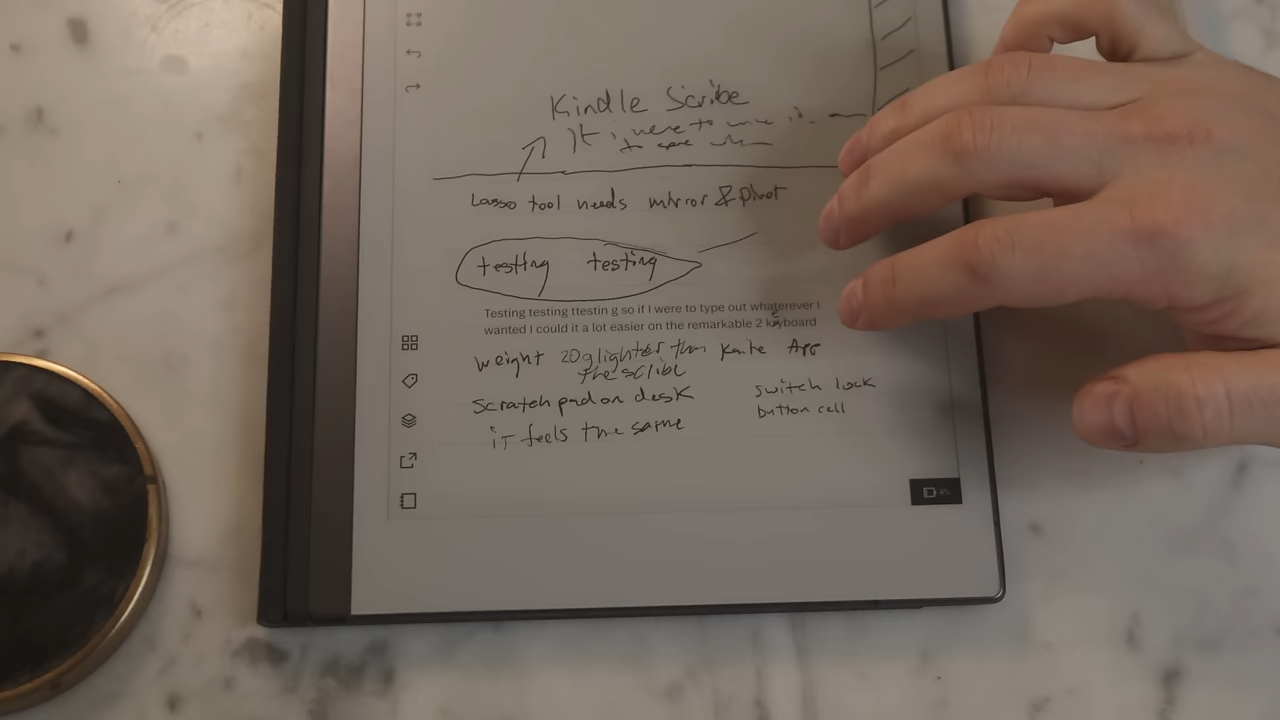 Kindle Scribe
It
Lasso tool needs mirror & pivot
testing testing
Testing testing ttestin g so if I were to type out whaterever I
wanted I could it a lot easier on the remarkable 2 keyboard
weight 20g lighter than
the scribe
App
scratch pad on desk
switch lock
button cell
it feels the same